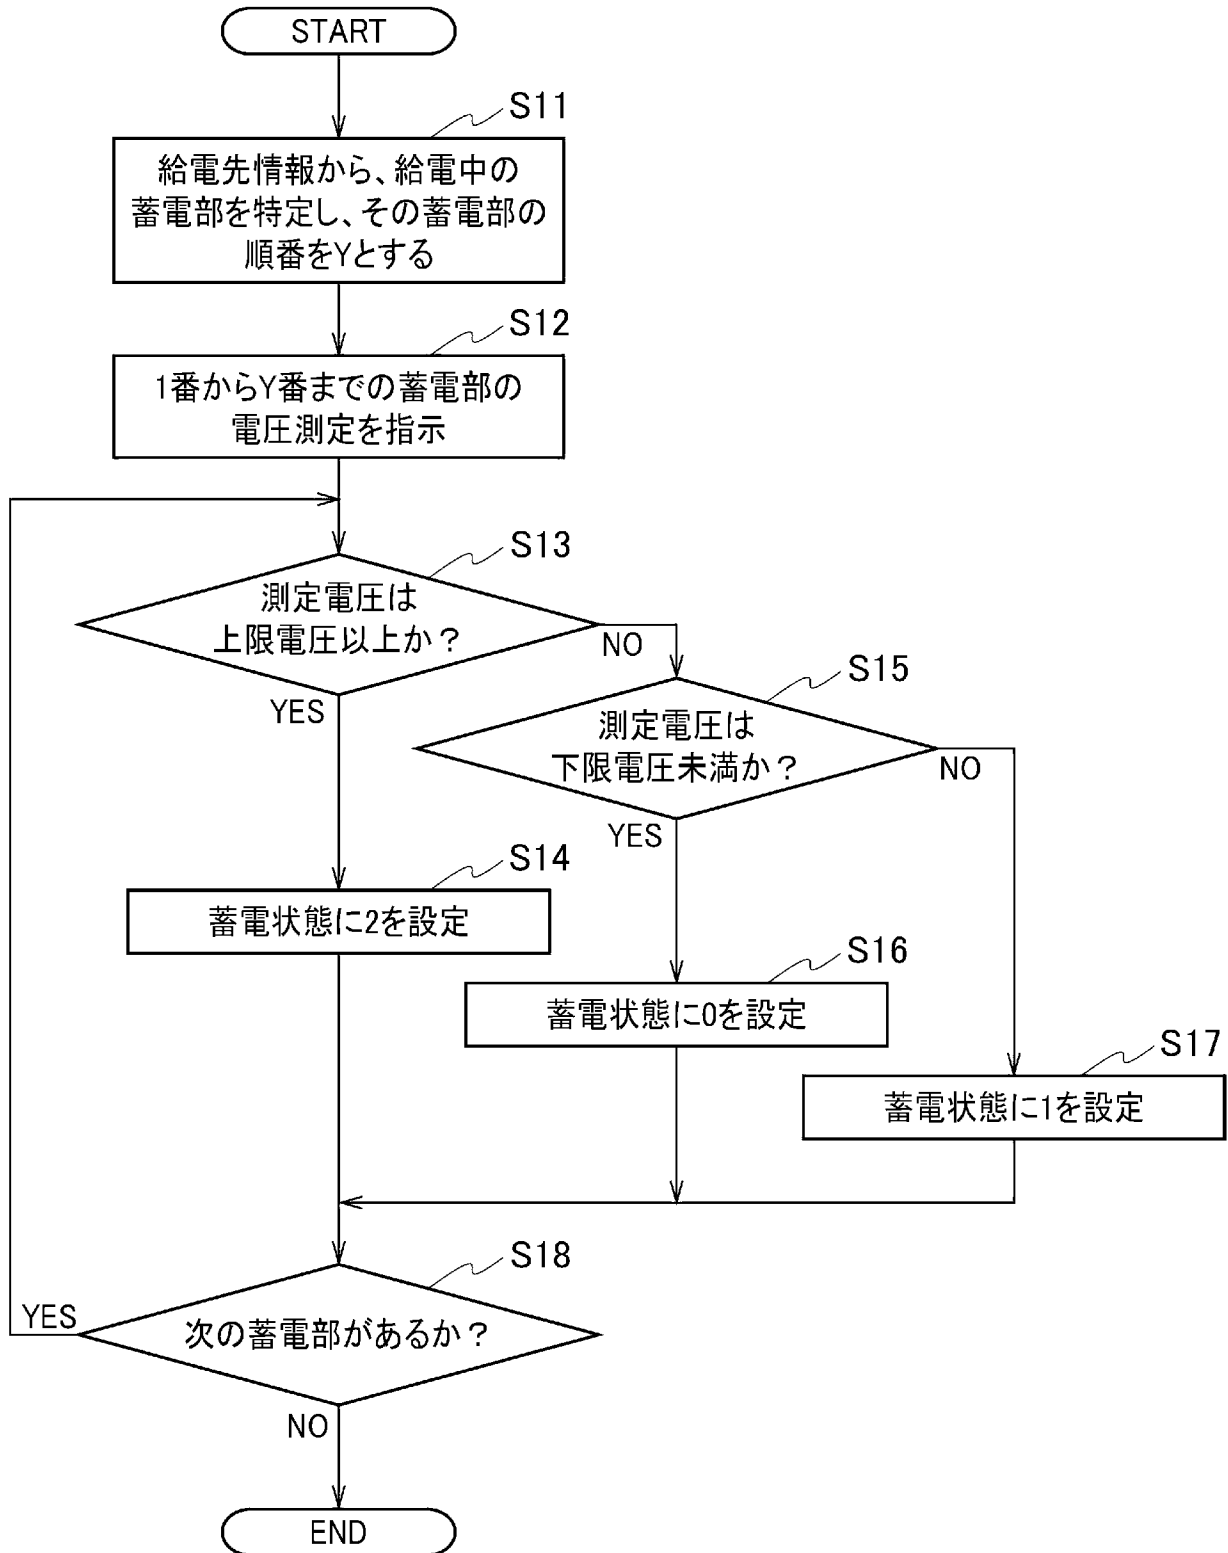 START
S11
給電先情報から、給電中の
蓄電部を特定し、その蓄電部の
順番をYとする
S12
1番からY番までの蓄電部の
電圧測定を指示
S13
測定電圧は
上限電圧以上か？
NO
YES
S15
測定電圧は
下限電圧未満か？
NO
YES
S14
蓄電状態に2を設定
S16
蓄電状態に0を設定
S17
蓄電状態に1を設定
S18
次の蓄電部があるか？
YES
NO
END